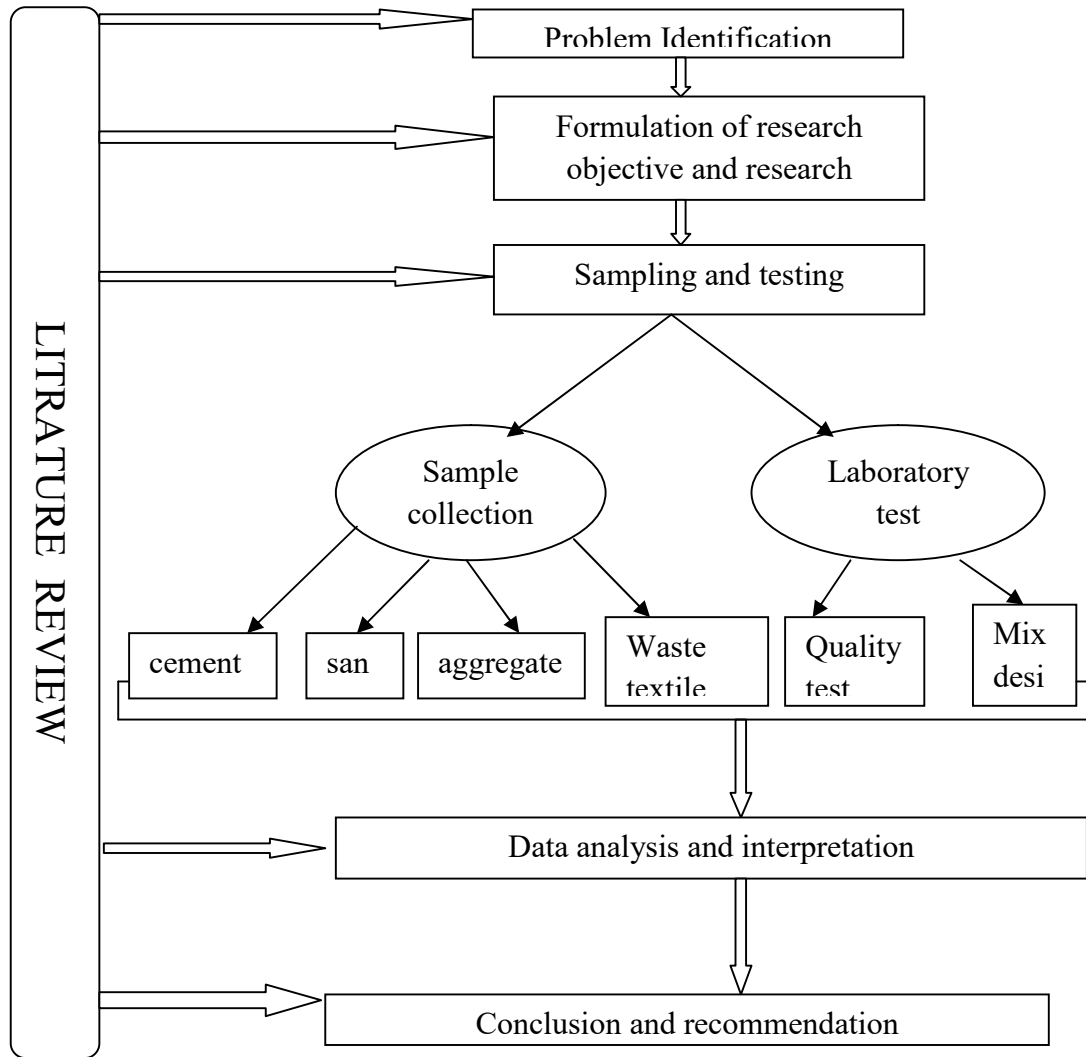 Problem Identification
Formulation of research
objective and research
Sampling and testing
LITRATURE REVIEW
Sample
collection
Laboratory
test
cement
san
aggregate
Waste
textile
Quality
test
Mix
desi
Data analysis and interpretation
Conclusion and recommendation